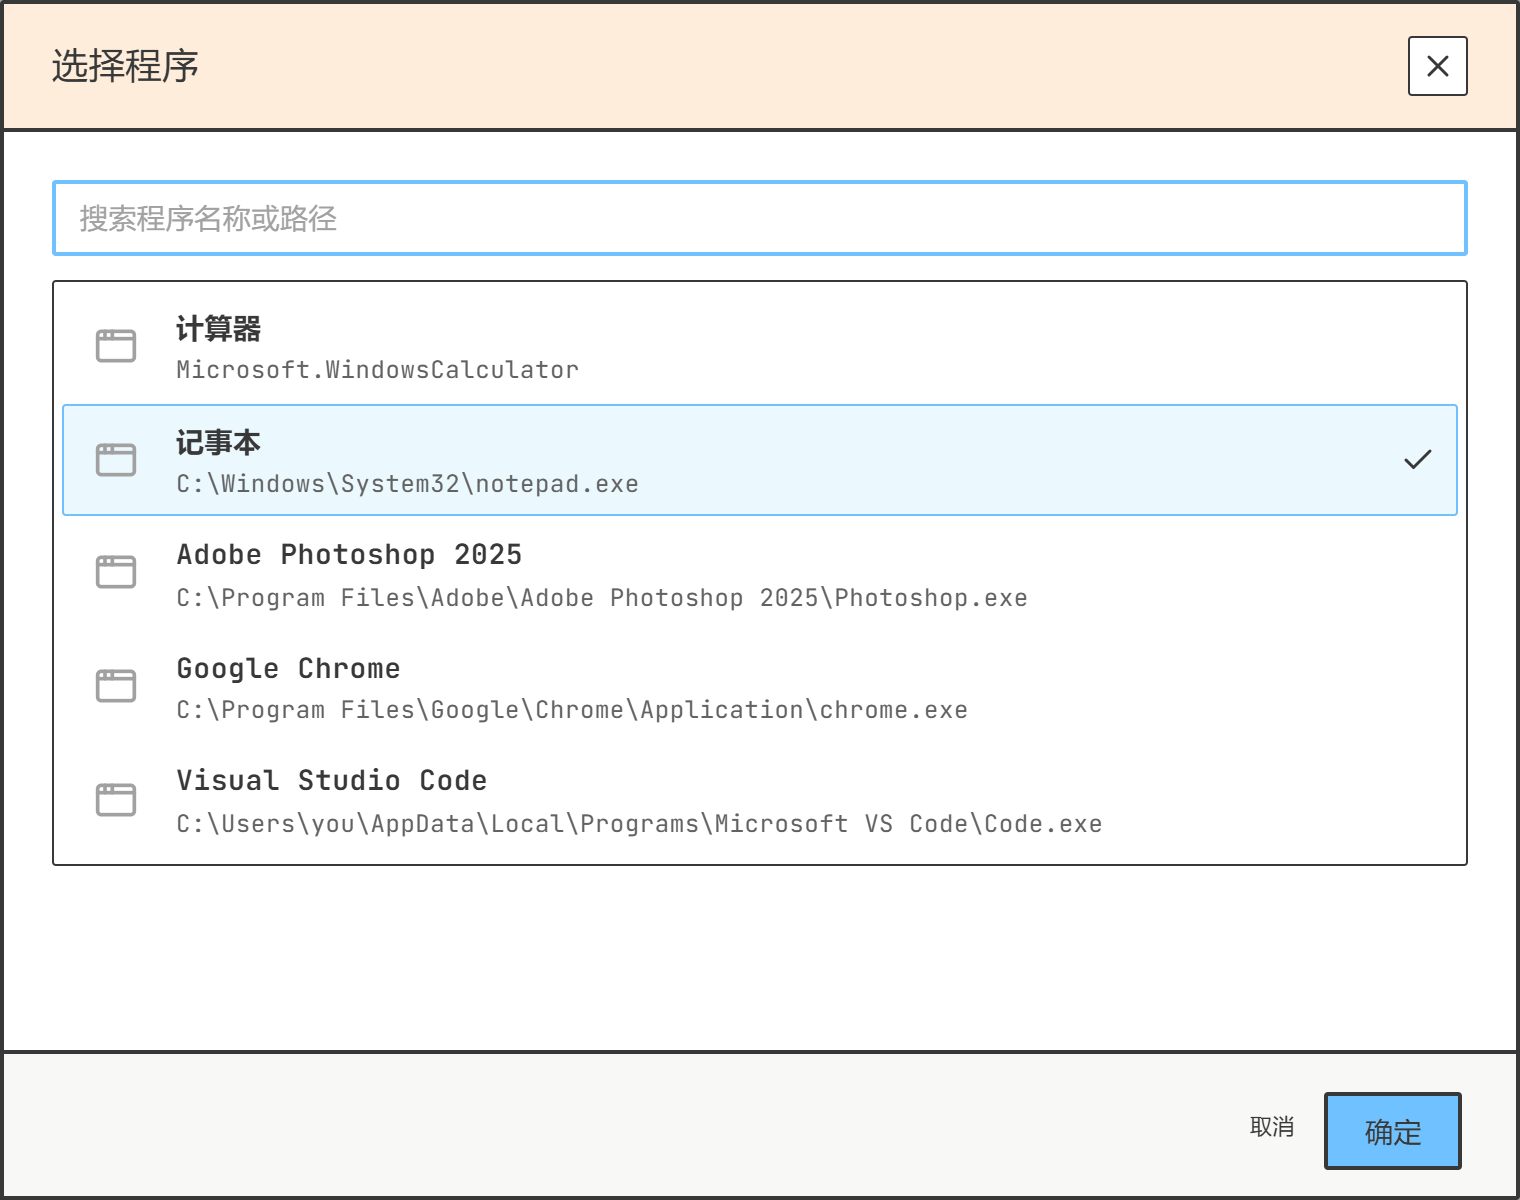 选择程序
搜索程序名称或路径
计算器
Microsoft.WindowsCalculator
记事本
C:\Windows\System32\notepad.exe
Adobe Photoshop 2025
C:\Program Files\Adobe\Adobe Photoshop 2025\Photoshop.exe
Google Chrome
C:\Program Files\Google\Chrome\Application\chrome.exe
Visual Studio Code
C:\Users\you\AppData\Local\Programs\Microsoft VS Code\Code.exe
取消
确定